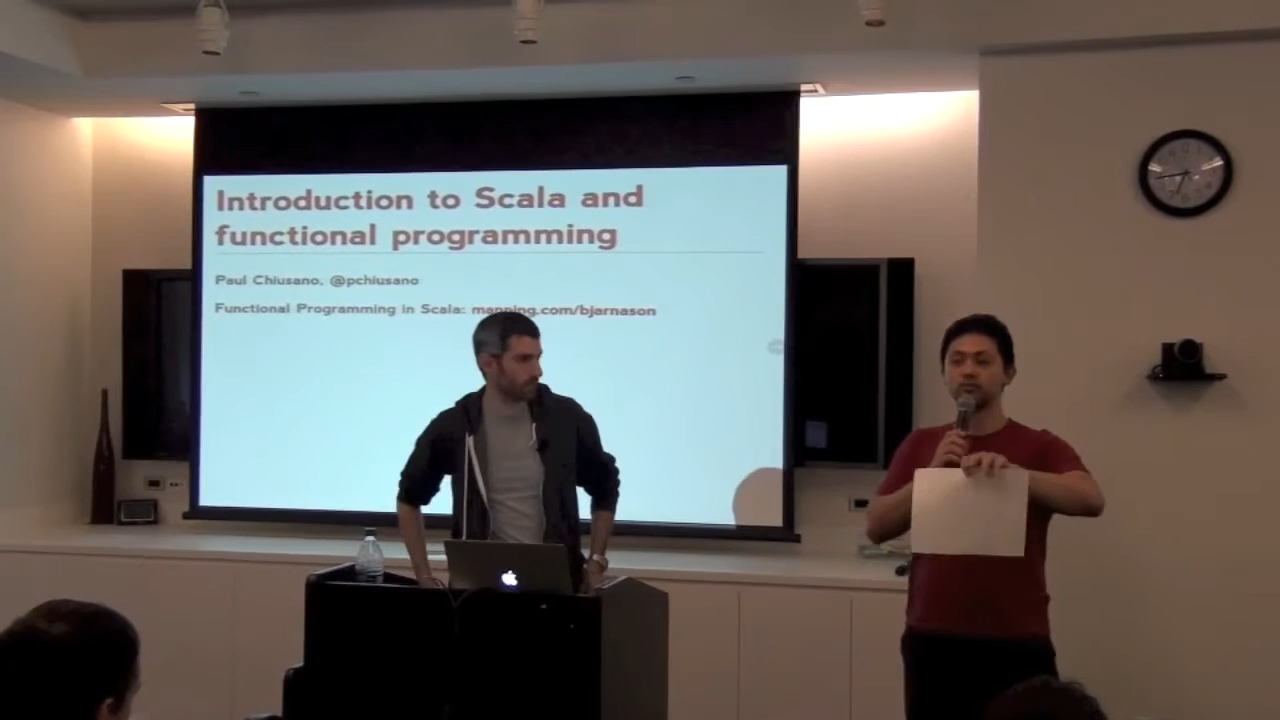 Introduction to Scala and
functional programming
Paul Chiusano, @pchiusano
Functional Programming in Scala: manning.com/bjarnason